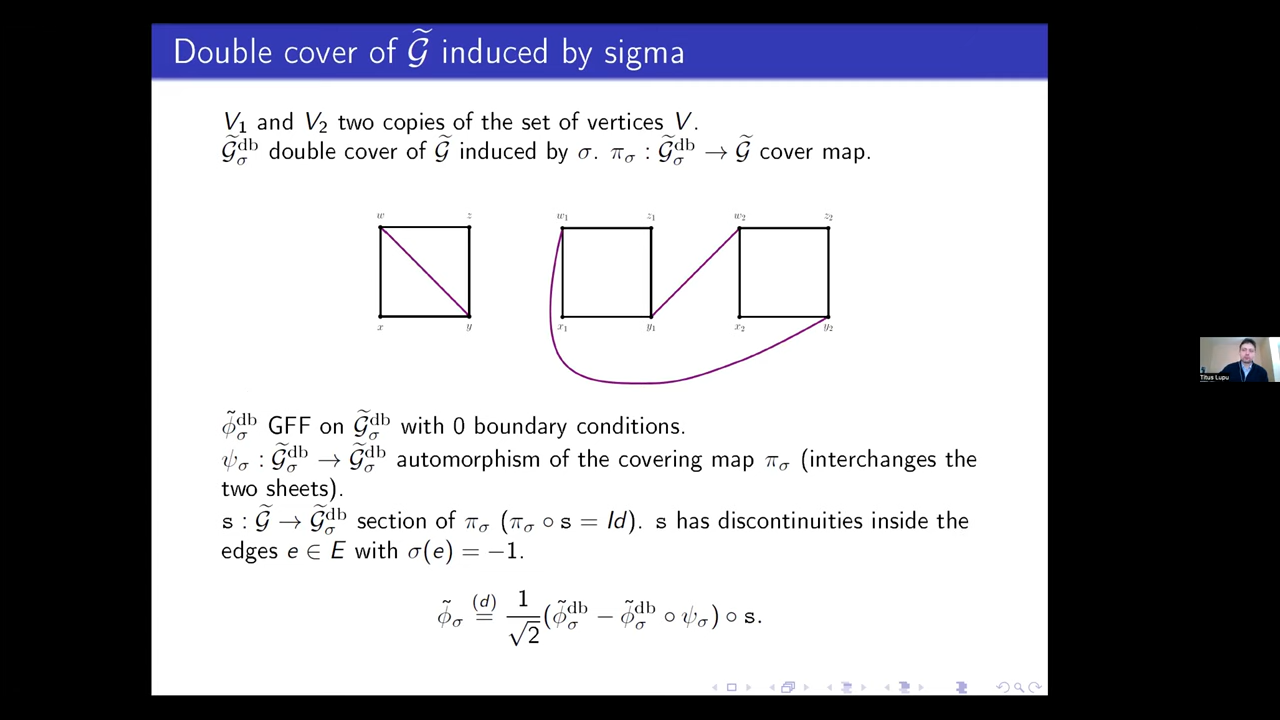 Double cover of G̃ induced by sigma
V₁ and V₂ two copies of the set of vertices V.
G̃_σ^db double cover of G̃ induced by σ. π_σ : G̃_σ^db → G̃ cover map.
w z w₁ z₁ w₂ z₂
x y x₁ y₁ x₂ y₂
φ̃_σ^db GFF on G̃_σ^db with 0 boundary conditions.
ψ_σ : G̃_σ^db → G̃_σ^db automorphism of the covering map π_σ (interchanges the
two sheets).
s : G̃ → G̃_σ^db section of π_σ (π_σ ∘ s = Id). s has discontinuities inside the
edges e ∈ E with σ(e) = −1.
φ̃_σ (d)= 1/√2 (φ̃_σ^db − φ̃_σ^db ∘ ψ_σ) ∘ s.
Titus Lupu